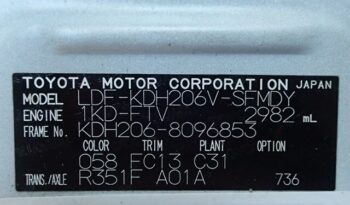 TOYOTA MOTOR CORPORATION JAPAN
MODEL LDF-KDH206V-SFMDY
ENGINE 1KD-FTV 2982 mL
FRAME NO. KDH206-8096853
COLOR TRIM PLANT OPTION
058 FC13 C31
TRANS./AXLE R351F A01A 736